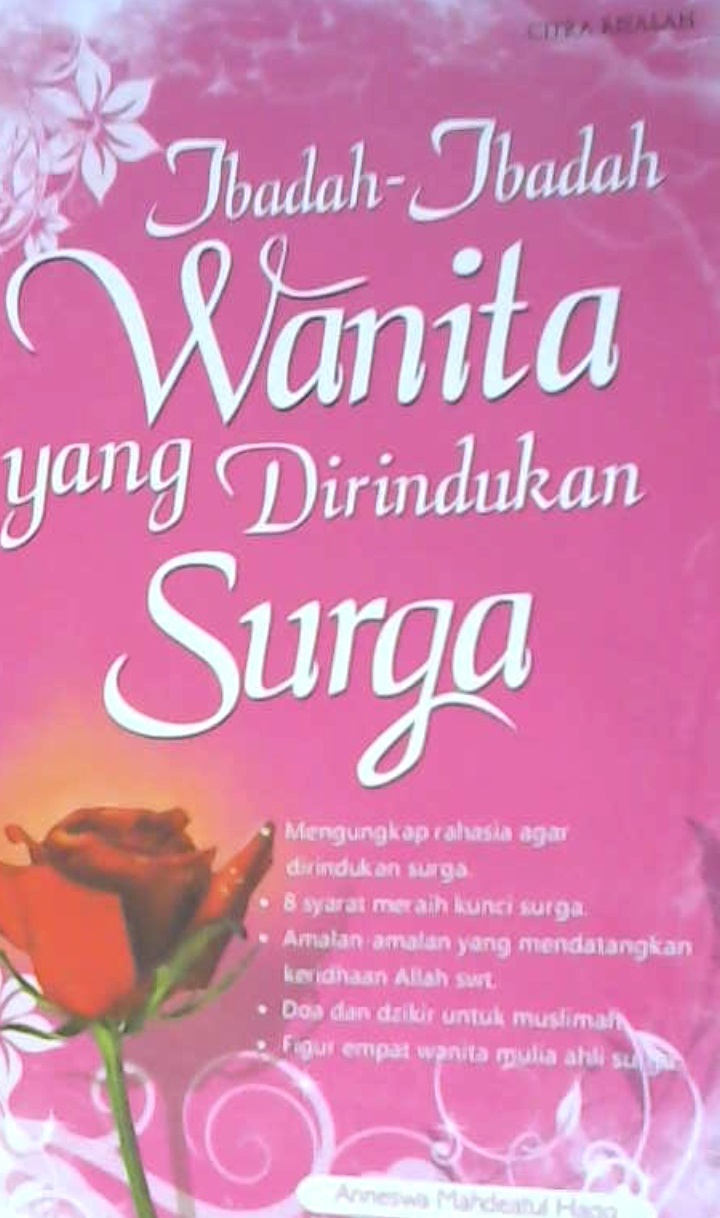 CITRA RISALAH
Ibadah-Ibadah
Wanita
yang Dirindukan
Surga
• Mengungkap rahasia agar
dirindukan surga.
• 8 syarat meraih kunci surga.
• Amalan-amalan yang mendatangkan
keridhaan Allah swt.
• Doa dan dzikir untuk muslimah
• Figur empat wanita mulia ahli surga
Anneswa Mahdeatul Haqq